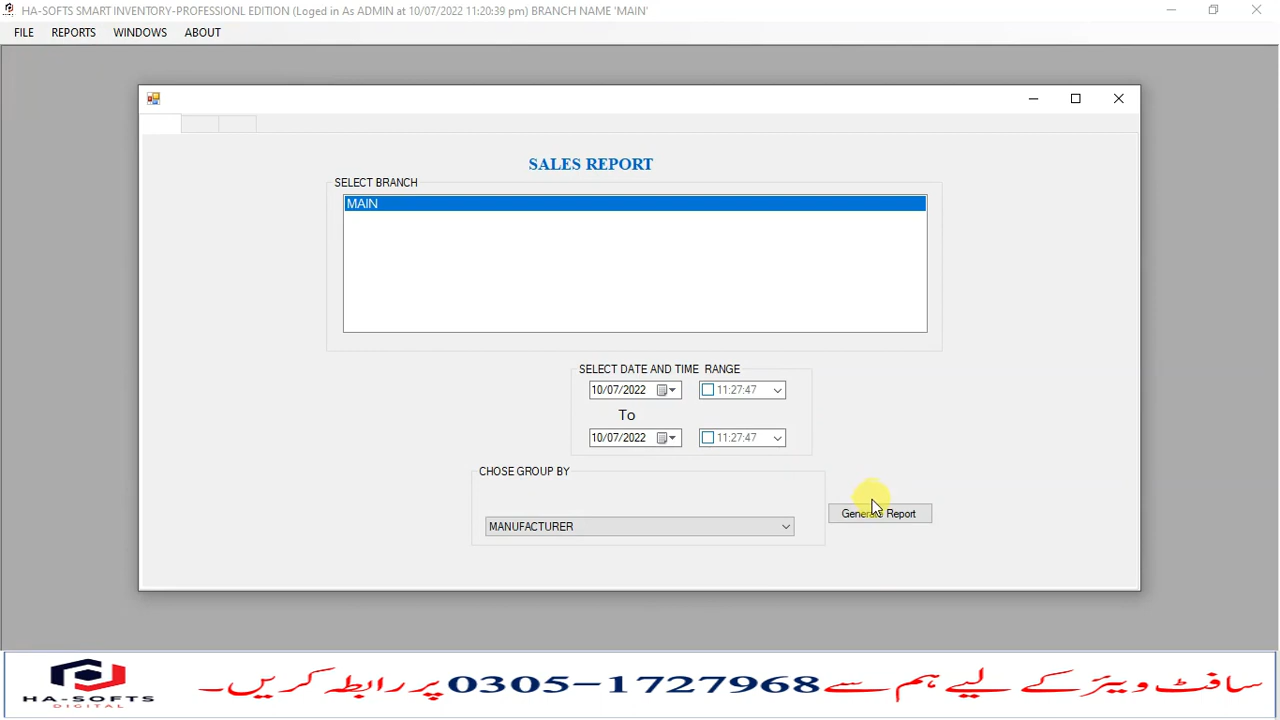 HA-SOFTS SMART INVENTORY-PROFESSIONL EDITION (Loged in As ADMIN at 10/07/2022 11:20:39 pm) BRANCH NAME 'MAIN'
FILE REPORTS WINDOWS ABOUT
SALES REPORT
SELECT BRANCH
MAIN
SELECT DATE AND TIME RANGE
10/07/2022 11:27:47
To
10/07/2022 11:27:47
CHOSE GROUP BY
MANUFACTURER
Generate Report
HA-SOFTS
DIGITAL
سافٹ ویئر کے لیے ہم سے 0305-1727968 پر رابطہ کریں۔